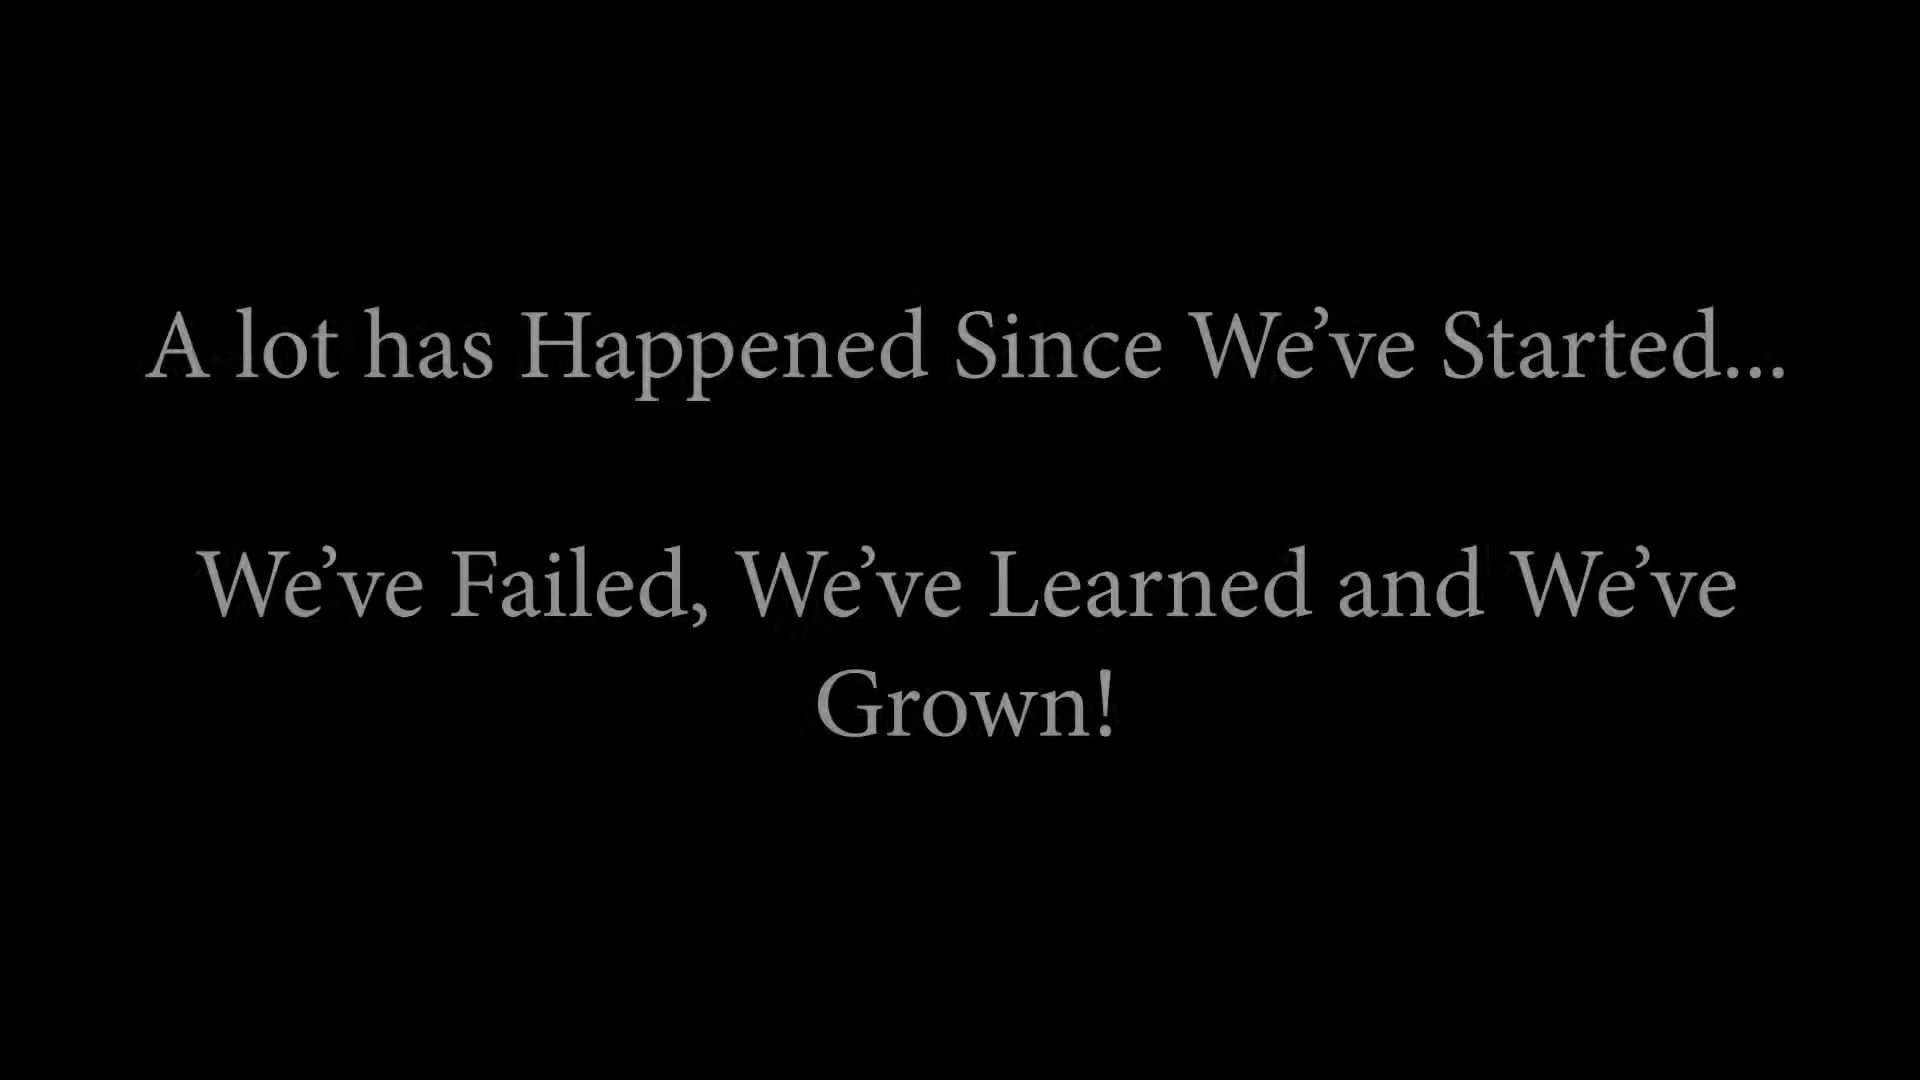 A lot has Happened Since We’ve Started...
We’ve Failed, We’ve Learned and We’ve
Grown!